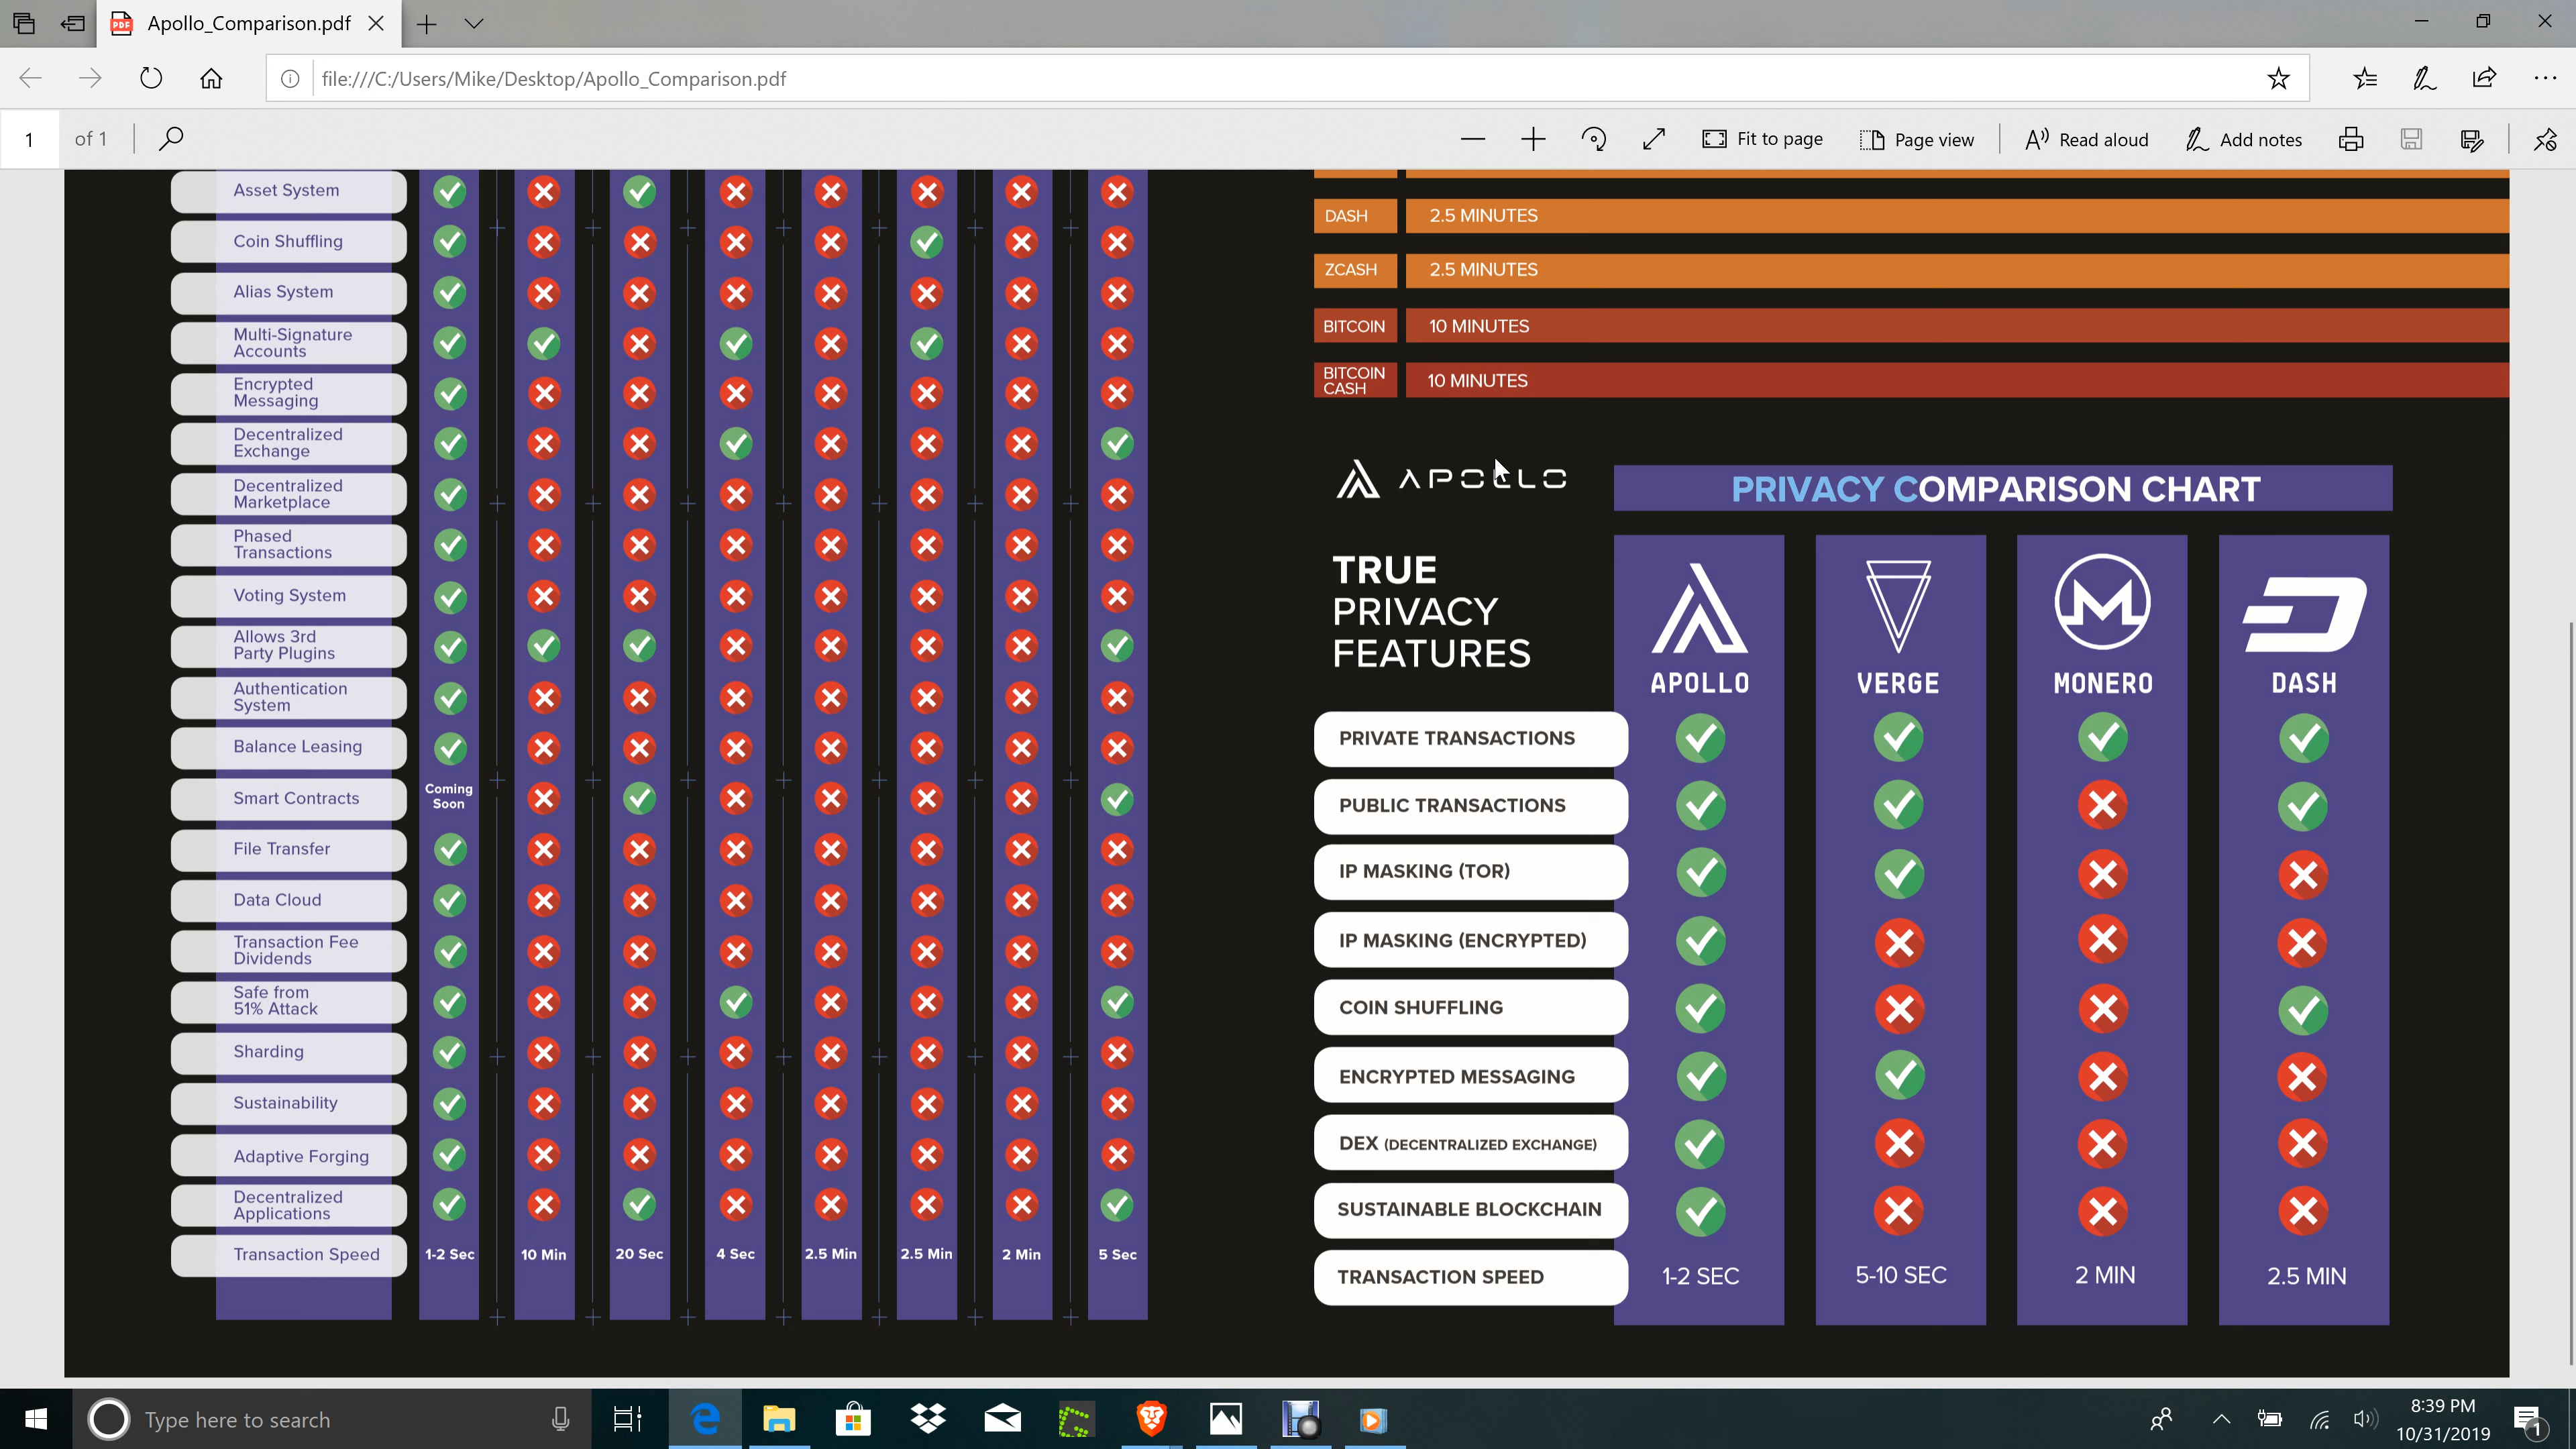 Apollo_Comparison.pdf
file:///C:/Users/Mike/Desktop/Apollo_Comparison.pdf
1 of 1
Fit to page
Page view
Read aloud
Add notes
Asset System
Coin Shuffling
Alias System
Multi-Signature
Accounts
Encrypted
Messaging
Decentralized
Exchange
Decentralized
Marketplace
Phased
Transactions
Voting System
Allows 3rd
Party Plugins
Authentication
System
Balance Leasing
Smart Contracts
Coming
Soon
File Transfer
Data Cloud
Transaction Fee
Dividends
Safe from
51% Attack
Sharding
Sustainability
Adaptive Forging
Decentralized
Applications
Transaction Speed 1-2 Sec 10 Min 20 Sec 4 Sec 2.5 Min 2.5 Min 2 Min 5 Sec
DASH 2.5 MINUTES
ZCASH 2.5 MINUTES
BITCOIN 10 MINUTES
BITCOIN
CASH
10 MINUTES
APOLLO
PRIVACY COMPARISON CHART
TRUE
PRIVACY
FEATURES
APOLLO VERGE MONERO DASH
PRIVATE TRANSACTIONS
PUBLIC TRANSACTIONS
IP MASKING (TOR)
IP MASKING (ENCRYPTED)
COIN SHUFFLING
ENCRYPTED MESSAGING
DEX (DECENTRALIZED EXCHANGE)
SUSTAINABLE BLOCKCHAIN
TRANSACTION SPEED 1-2 SEC 5-10 SEC 2 MIN 2.5 MIN
Type here to search
8:39 PM
10/31/2019
1